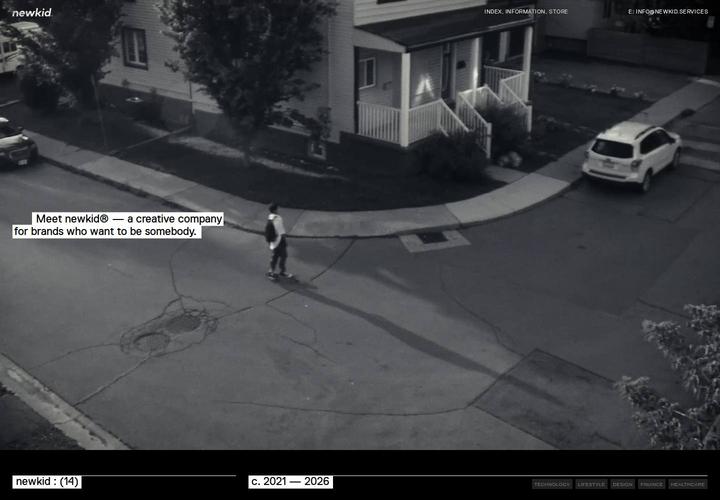 newkid
INDEX, INFORMATION, STORE
E: INFO@NEWKID.SERVICES
Meet newkid® — a creative company
for brands who want to be somebody.
newkid : (14)
c. 2021 — 2026
TECHNOLOGY
LIFESTYLE
DESIGN
FINANCE
HEALTHCARE